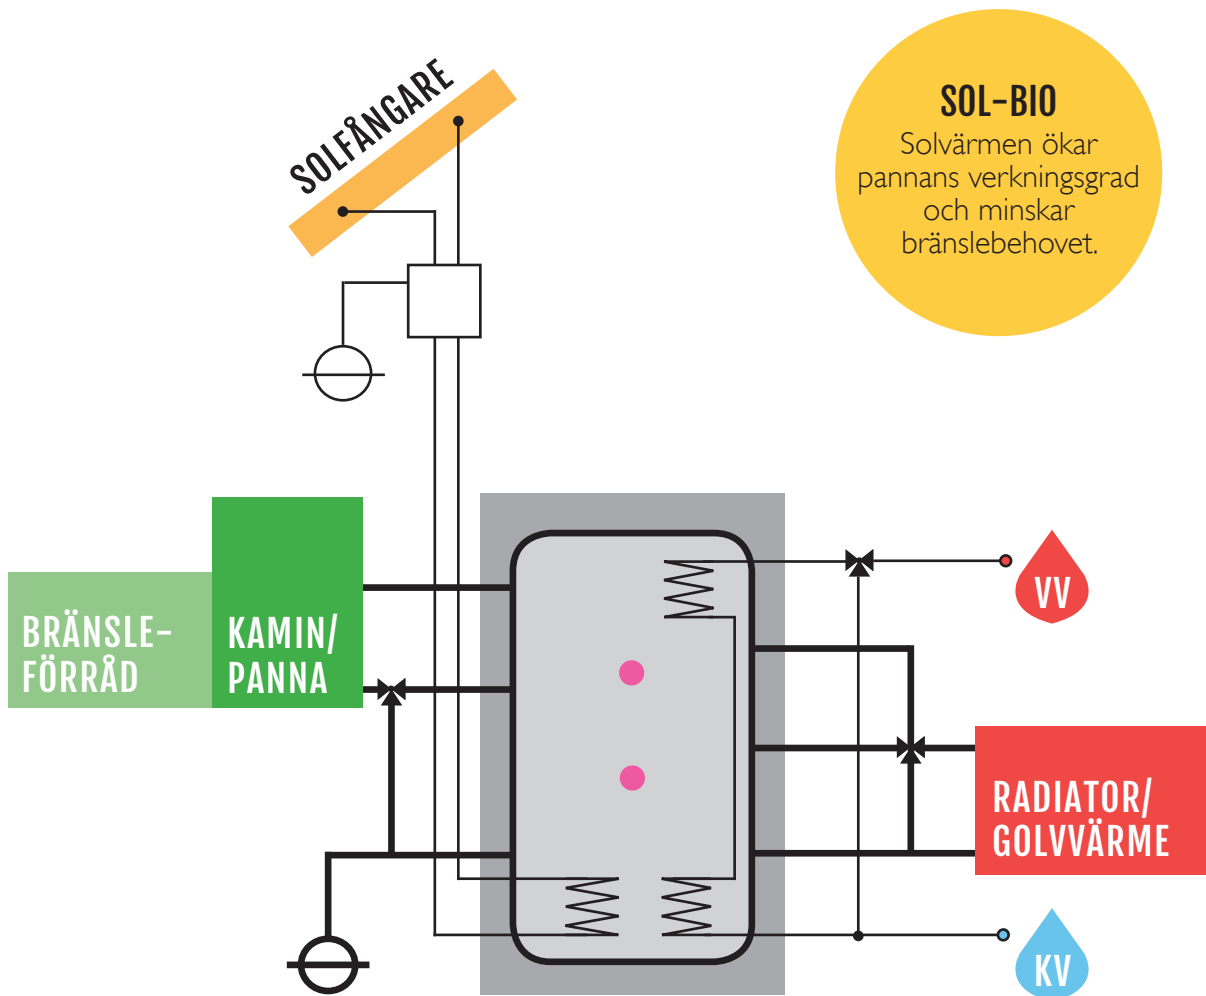 SOLFÅNGARE
SOL-BIO
Solvärmen ökar
pannans verkningsgrad
och minskar
bränslebehovet.
BRÄNSLE-
FÖRRÅD
KAMIN/
PANNA
VV
RADIATOR/
GOLVVÄRME
KV